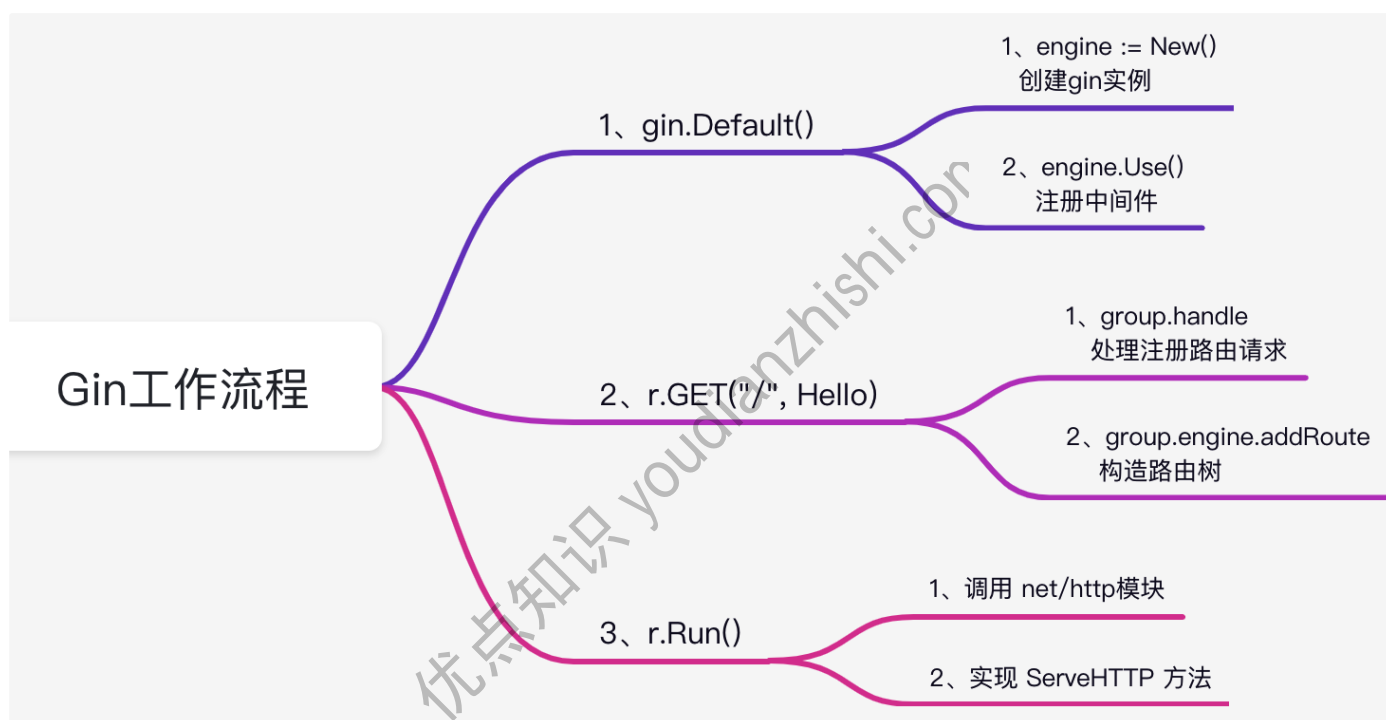 Gin工作流程
1、gin.Default()
1、engine := New()
创建gin实例
2、engine.Use()
注册中间件
2、r.GET("/", Hello)
1、group.handle
处理注册路由请求
2、group.engine.addRoute
构造路由树
3、r.Run()
1、调用 net/http模块
2、实现 ServeHTTP 方法
优点知识 youdianzhishi.com